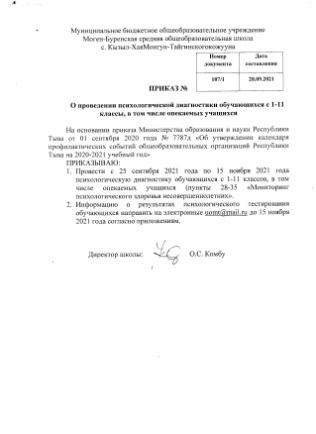 Муниципальное бюджетное общеобразовательное учреждение
Моген-Буренская средняя общеобразовательная школа
с. Кызыл-ХаяМонгун-Тайгинскогокожууна
Номер документа
Дата составления
107/1
20.09.2021
ПРИКАЗ №
О проведении психологической диагностики обучающихся с 1-11
классы, в том числе опекаемых учащихся
На основании приказа Министерства образования и науки Республики
Тыва от 01 сентября 2020 года № 7787д «Об утверждении календаря
профилактических событий общеобразовательных организаций Республики
Тыва на 2020-2021 учебный год»
ПРИКАЗЫВАЮ:
1. Провести с 25 сентября 2021 года по 15 ноября 2021 года
психологическую диагностику обучающихся с 1-11 классов, в том
числе опекаемых учащихся (пункты 28-35 «Мониторинг
психологического здоровья несовершеннолетних».
2. Информацию о результатах психологического тестирования
обучающихся направить на электронные uomt@mail.ru до 15 ноября
2021 года согласно приложениям.
Директор школы: О.С. Комбу